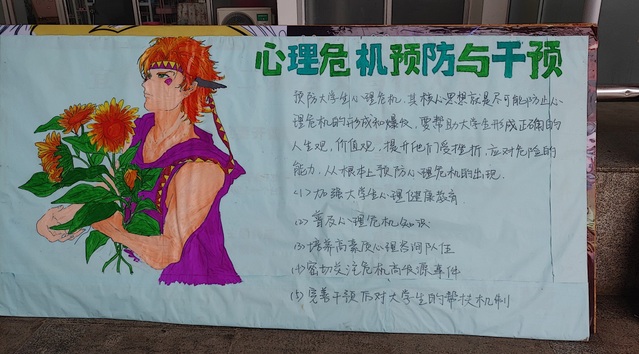 心理危机预防与干预
预防大学生心理危机，其核心思想就是尽可能防止心
理危机的形成和爆发，要帮助大学生形成正确的
人生观，价值观，提升他们受挫折，应对危险的
能力，从根本上预防心理危机的出现。
（1）加强大学生心理健康教育
（2）普及心理危机知识
（3）培养高素质心理咨询队伍
（4）密切关注危机高发源事件
（5）完善干预后对大学生的帮扶机制